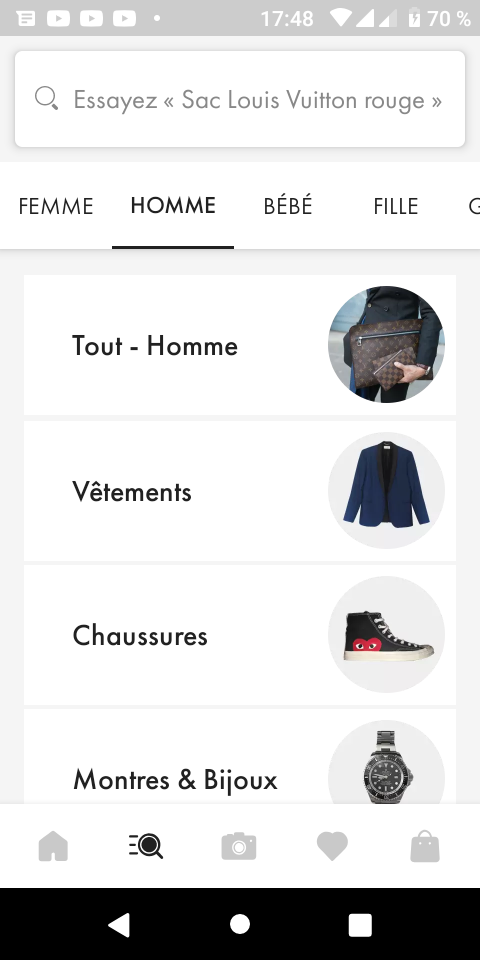 17:48
70 %
Essayez « Sac Louis Vuitton rouge »
FEMME
HOMME
BÉBÉ
FILLE
G
Tout - Homme
Vêtements
Chaussures
Montres & Bijoux